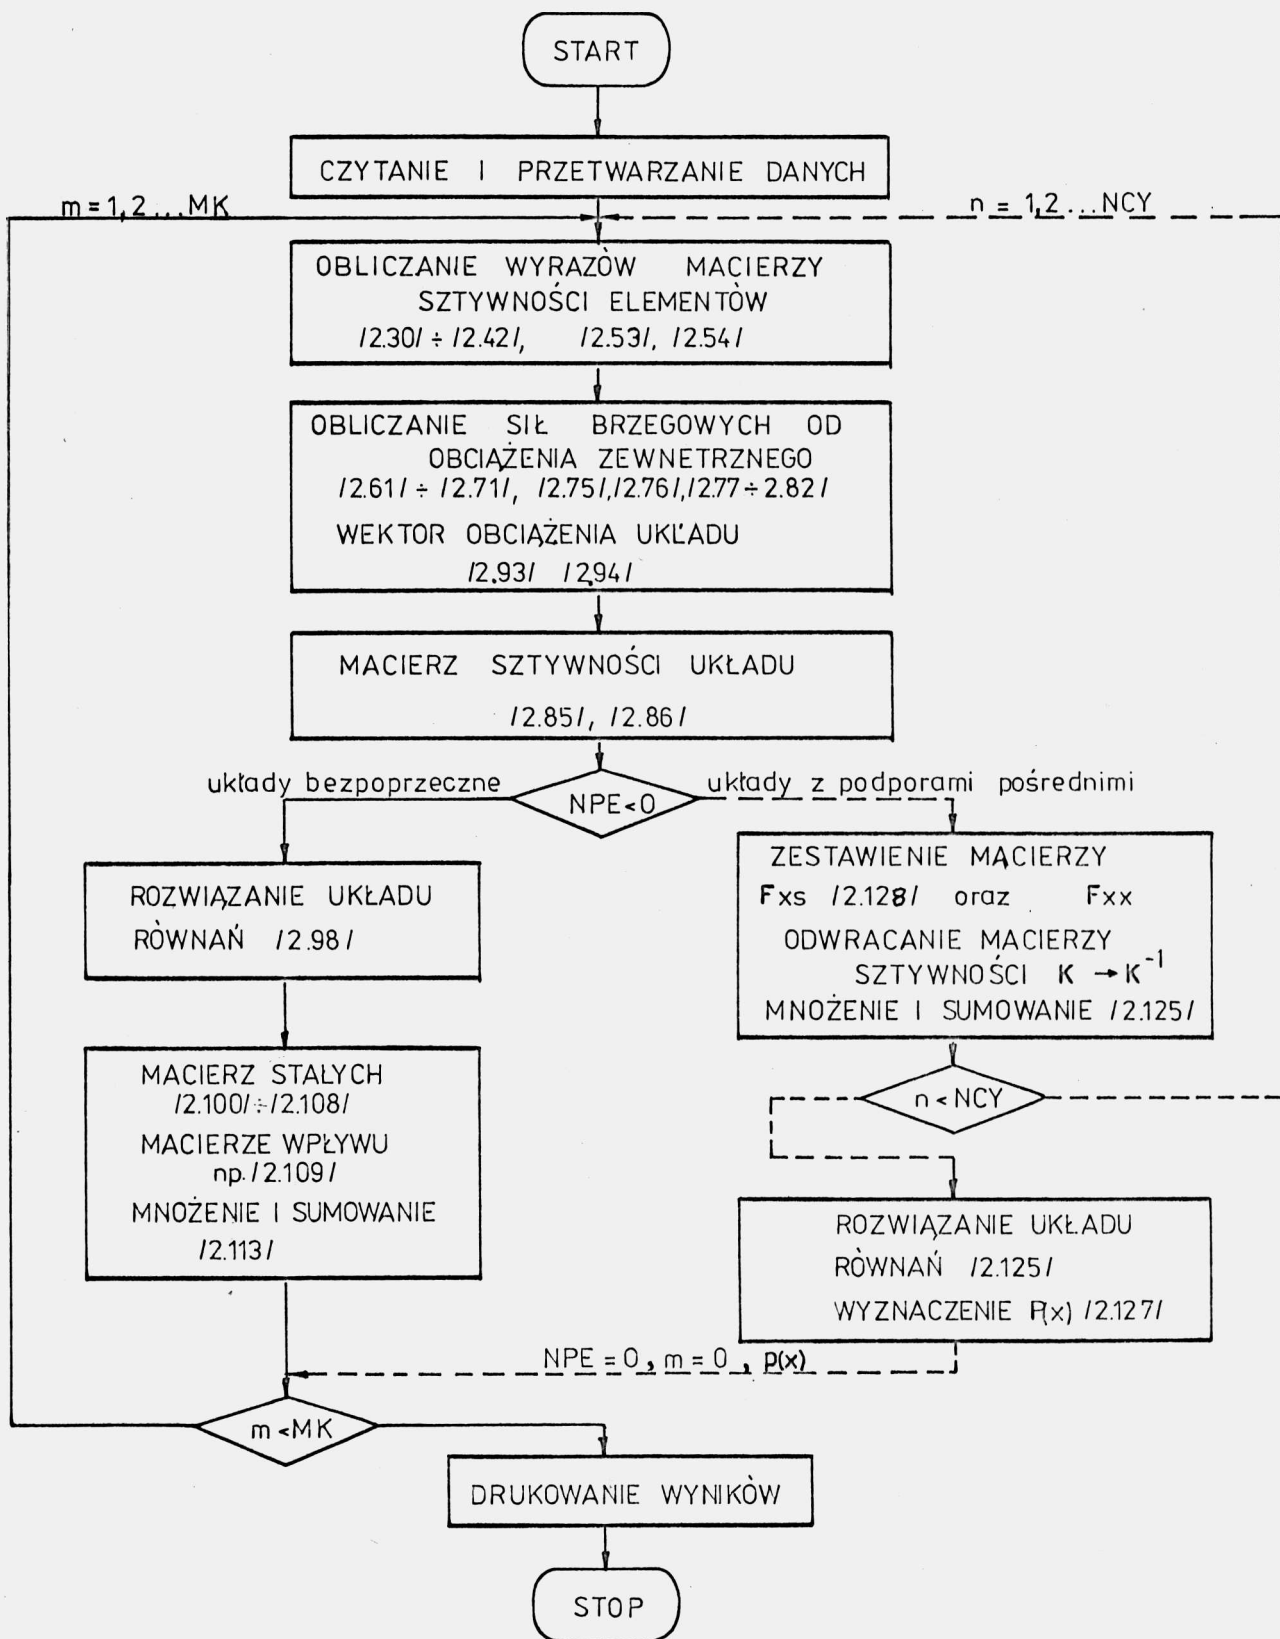 START
CZYTANIE I PRZETWARZANIE DANYCH
m = 1,2 ... MK
n = 1,2 ... NCY
OBLICZANIE WYRAZÓW MACIERZY
SZTYWNOŚCI ELEMENTÓW
/2.30/ ÷ /2.42/, /2.53/, /2.54/
OBLICZANIE SIŁ BRZEGOWYCH OD
OBCIĄŻENIA ZEWNETRZNEGO
/2.61/ ÷ /2.71/, /2.75/,/2.76/,/2.77÷2.82/
WEKTOR OBCIĄŻENIA UKŁADU
/2.93/ /2.94/
MACIERZ SZTYWNOŚCI UKŁADU
/2.85/, /2.86/
układy bezpoprzeczne
NPE<0
układy z podporami pośrednimi
ROZWIĄZANIE UKŁADU
RÓWNAŃ /2.98/
ZESTAWIENIE MACIERZY
Fxs /2.128/ oraz Fxx
ODWRACANIE MACIERZY
SZTYWNOŚCI K → K⁻¹
MNOŻENIE I SUMOWANIE /2.125/
MACIERZ STAŁYCH
/2.100/÷/2.108/
MACIERZE WPŁYWU
np. /2.109/
MNOŻENIE I SUMOWANIE
/2.113/
n < NCY
ROZWIĄZANIE UKŁADU
RÓWNAŃ /2.125/
WYZNACZENIE P(x) /2.127/
NPE = 0, m = 0, p(x)
m < MK
DRUKOWANIE WYNIKÓW
STOP